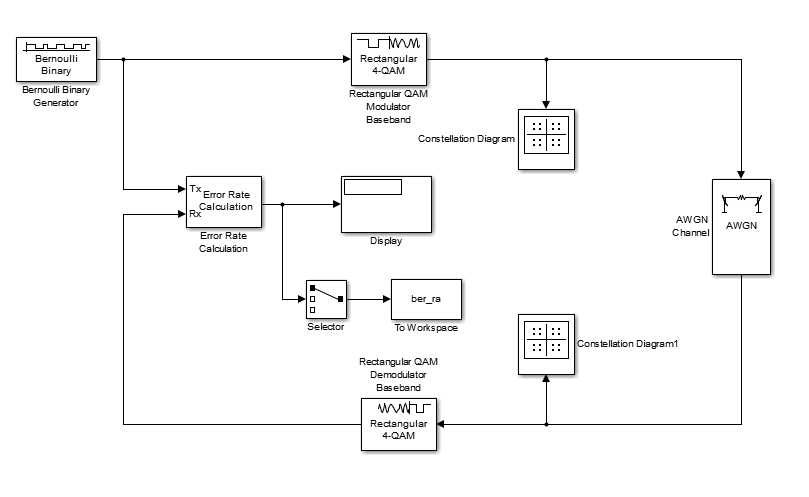 Bernoulli
Binary
Bernoulli Binary
Generator
Rectangular
4-QAM
Rectangular QAM
Modulator
Baseband
Constellation Diagram
Tx
Rx
Error Rate
Calculation
Error Rate
Calculation
Display
AWGN
Channel
AWGN
Selector
ber_ra
To Workspace
Constellation Diagram1
Rectangular QAM
Demodulator
Baseband
Rectangular
4-QAM